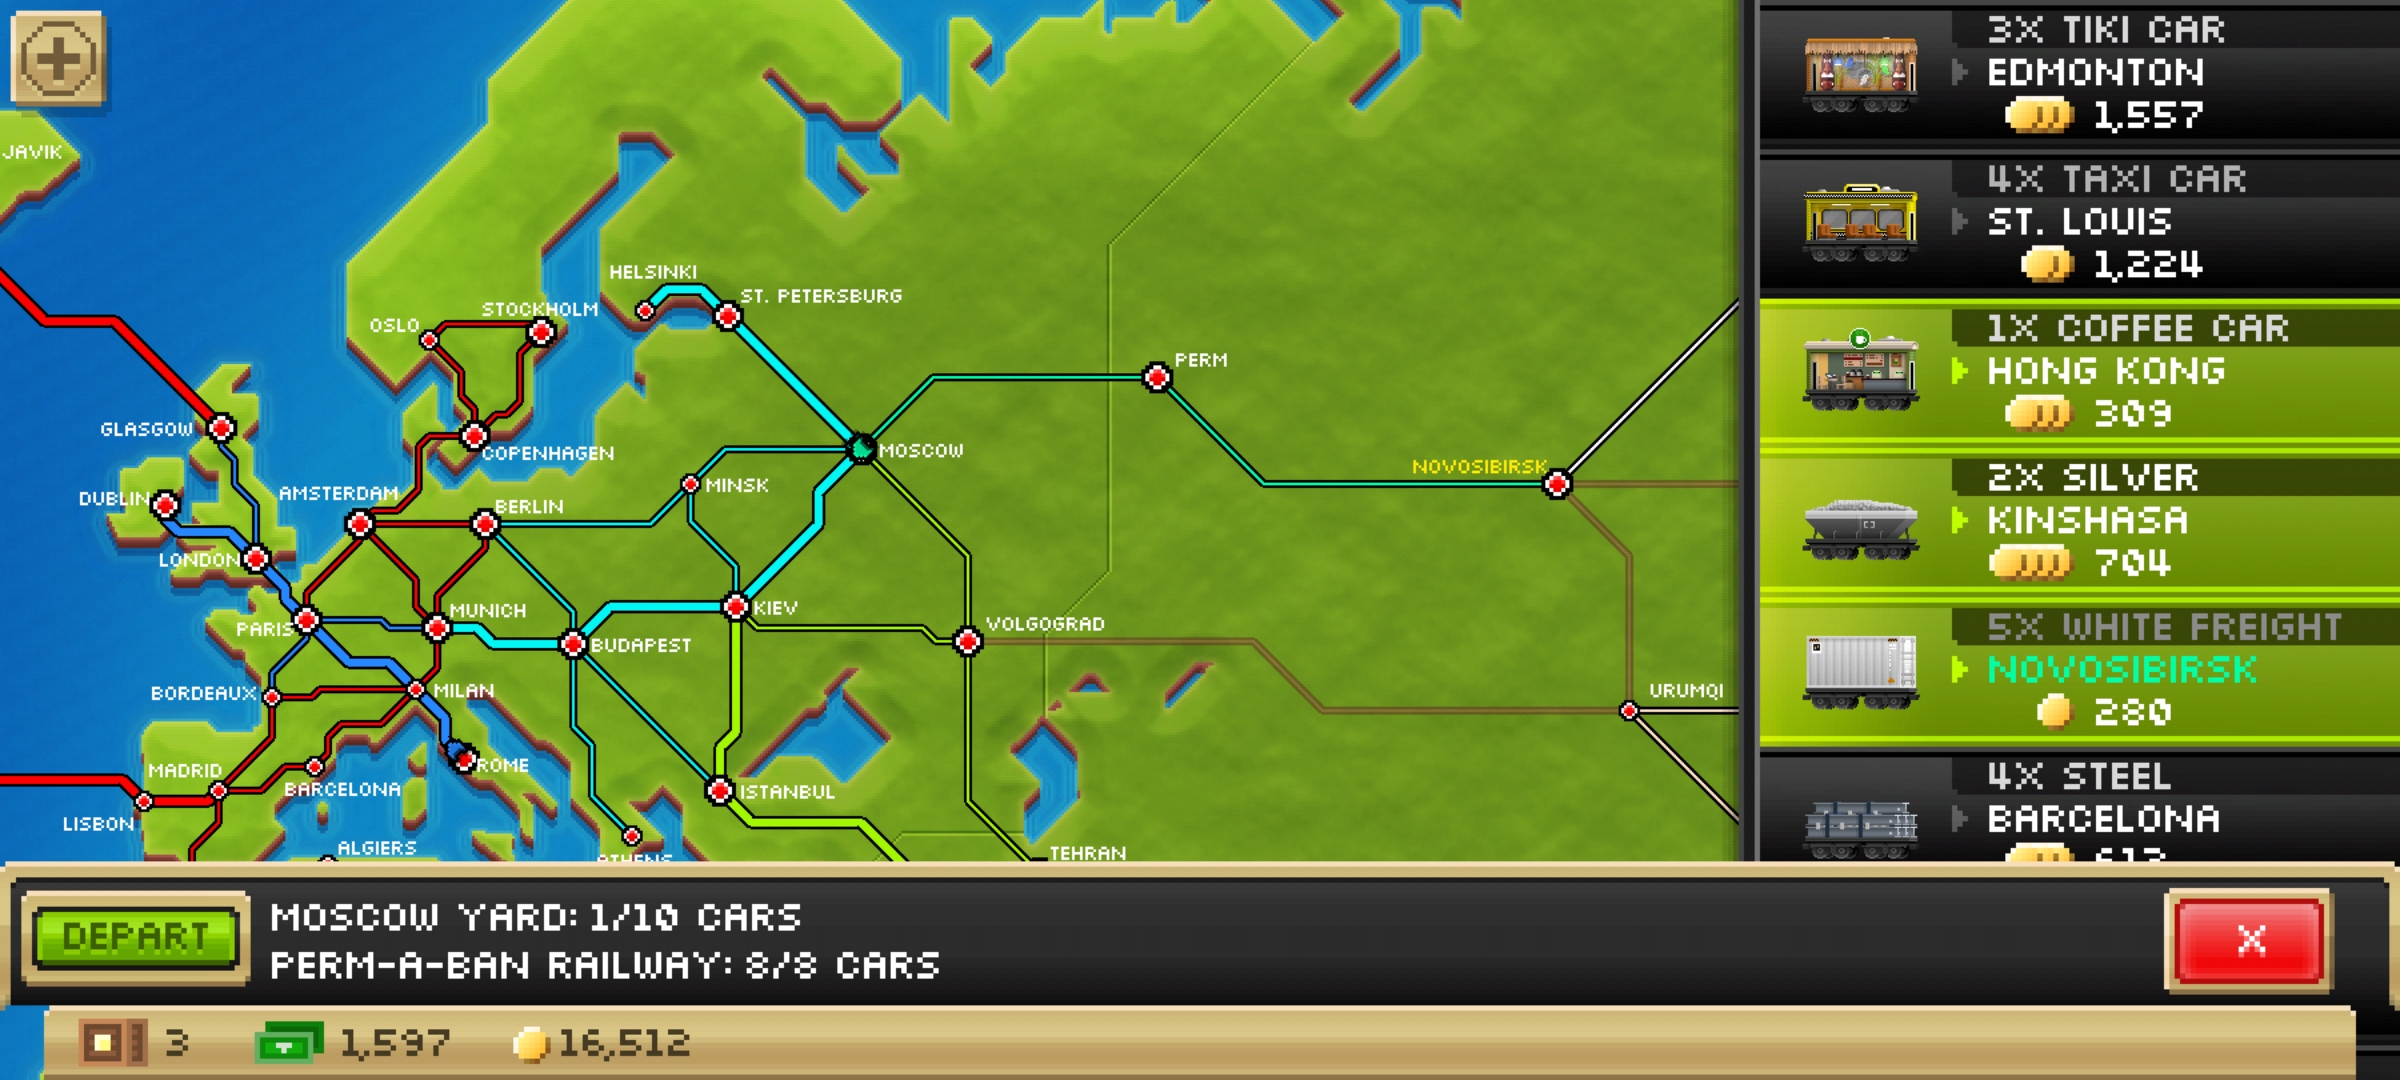 JAVIK
HELSINKI
ST. PETERSBURG
STOCKHOLM
OSLO
PERM
GLASGOW
COPENHAGEN
MOSCOW
NOVOSIBIRSK
DUBLIN
AMSTERDAM
BERLIN
MINSK
LONDON
PARIS
MUNICH
KIEV
BUDAPEST
VOLGOGRAD
BORDEAUX
MILAN
URUMQI
MADRID
BARCELONA
ROME
ISTANBUL
LISBON
ALGIERS
ATHENS
TEHRAN
3X TIKI CAR
EDMONTON
1,557
4X TAXI CAR
ST. LOUIS
1,224
1X COFFEE CAR
HONG KONG
309
2X SILVER
KINSHASA
704
5X WHITE FREIGHT
NOVOSIBIRSK
280
4X STEEL
BARCELONA
DEPART
MOSCOW YARD: 1/10 CARS
PERM-A-BAN RAILWAY: 8/8 CARS
X
3
1,597
16,512